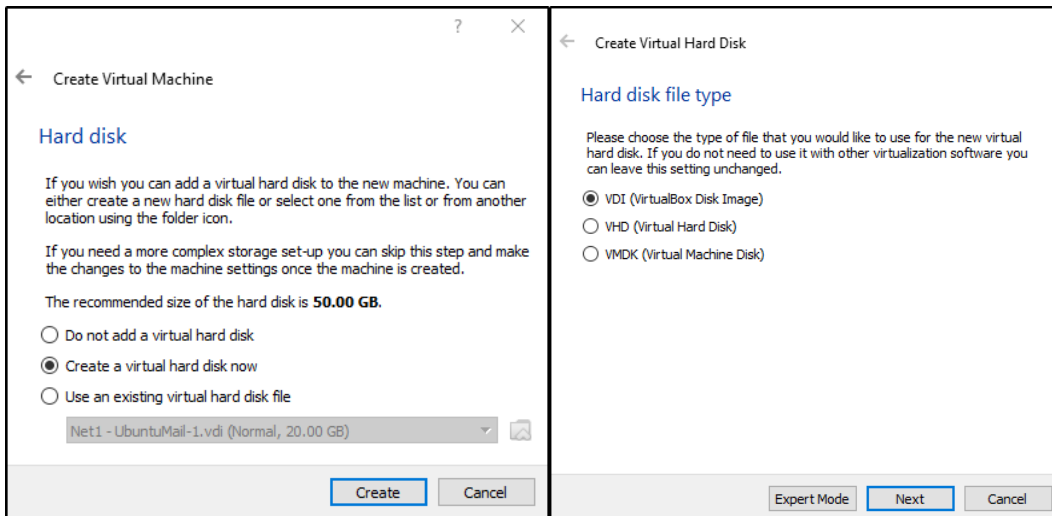 ?
Create Virtual Machine
Hard disk
If you wish you can add a virtual hard disk to the new machine. You can
either create a new hard disk file or select one from the list or from another
location using the folder icon.
If you need a more complex storage set-up you can skip this step and make
the changes to the machine settings once the machine is created.
The recommended size of the hard disk is 50.00 GB.
Do not add a virtual hard disk
Create a virtual hard disk now
Use an existing virtual hard disk file
Net1 - UbuntuMail-1.vdi (Normal, 20.00 GB)
Create Cancel
Create Virtual Hard Disk
Hard disk file type
Please choose the type of file that you would like to use for the new virtual
hard disk. If you do not need to use it with other virtualization software you
can leave this setting unchanged.
VDI (VirtualBox Disk Image)
VHD (Virtual Hard Disk)
VMDK (Virtual Machine Disk)
Expert Mode Next Cancel